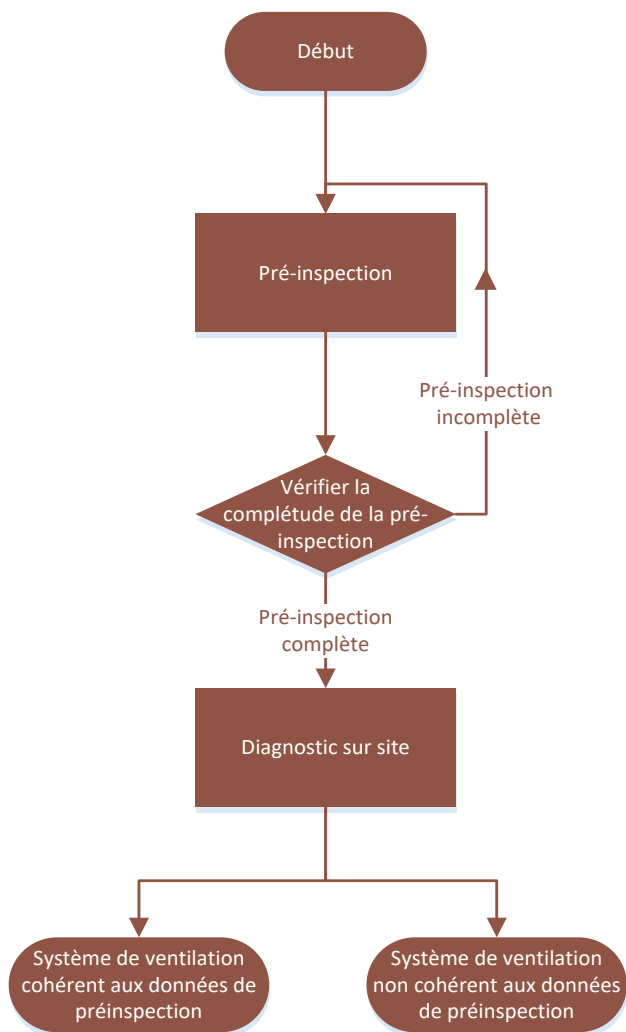 Début
Pré-inspection
Pré-inspection
incomplète
Vérifier la
complétude de la pré-
inspection
Pré-inspection
complète
Diagnostic sur site
Système de ventilation
cohérent aux données de
préinspection
Système de ventilation
non cohérent aux données
de préinspection